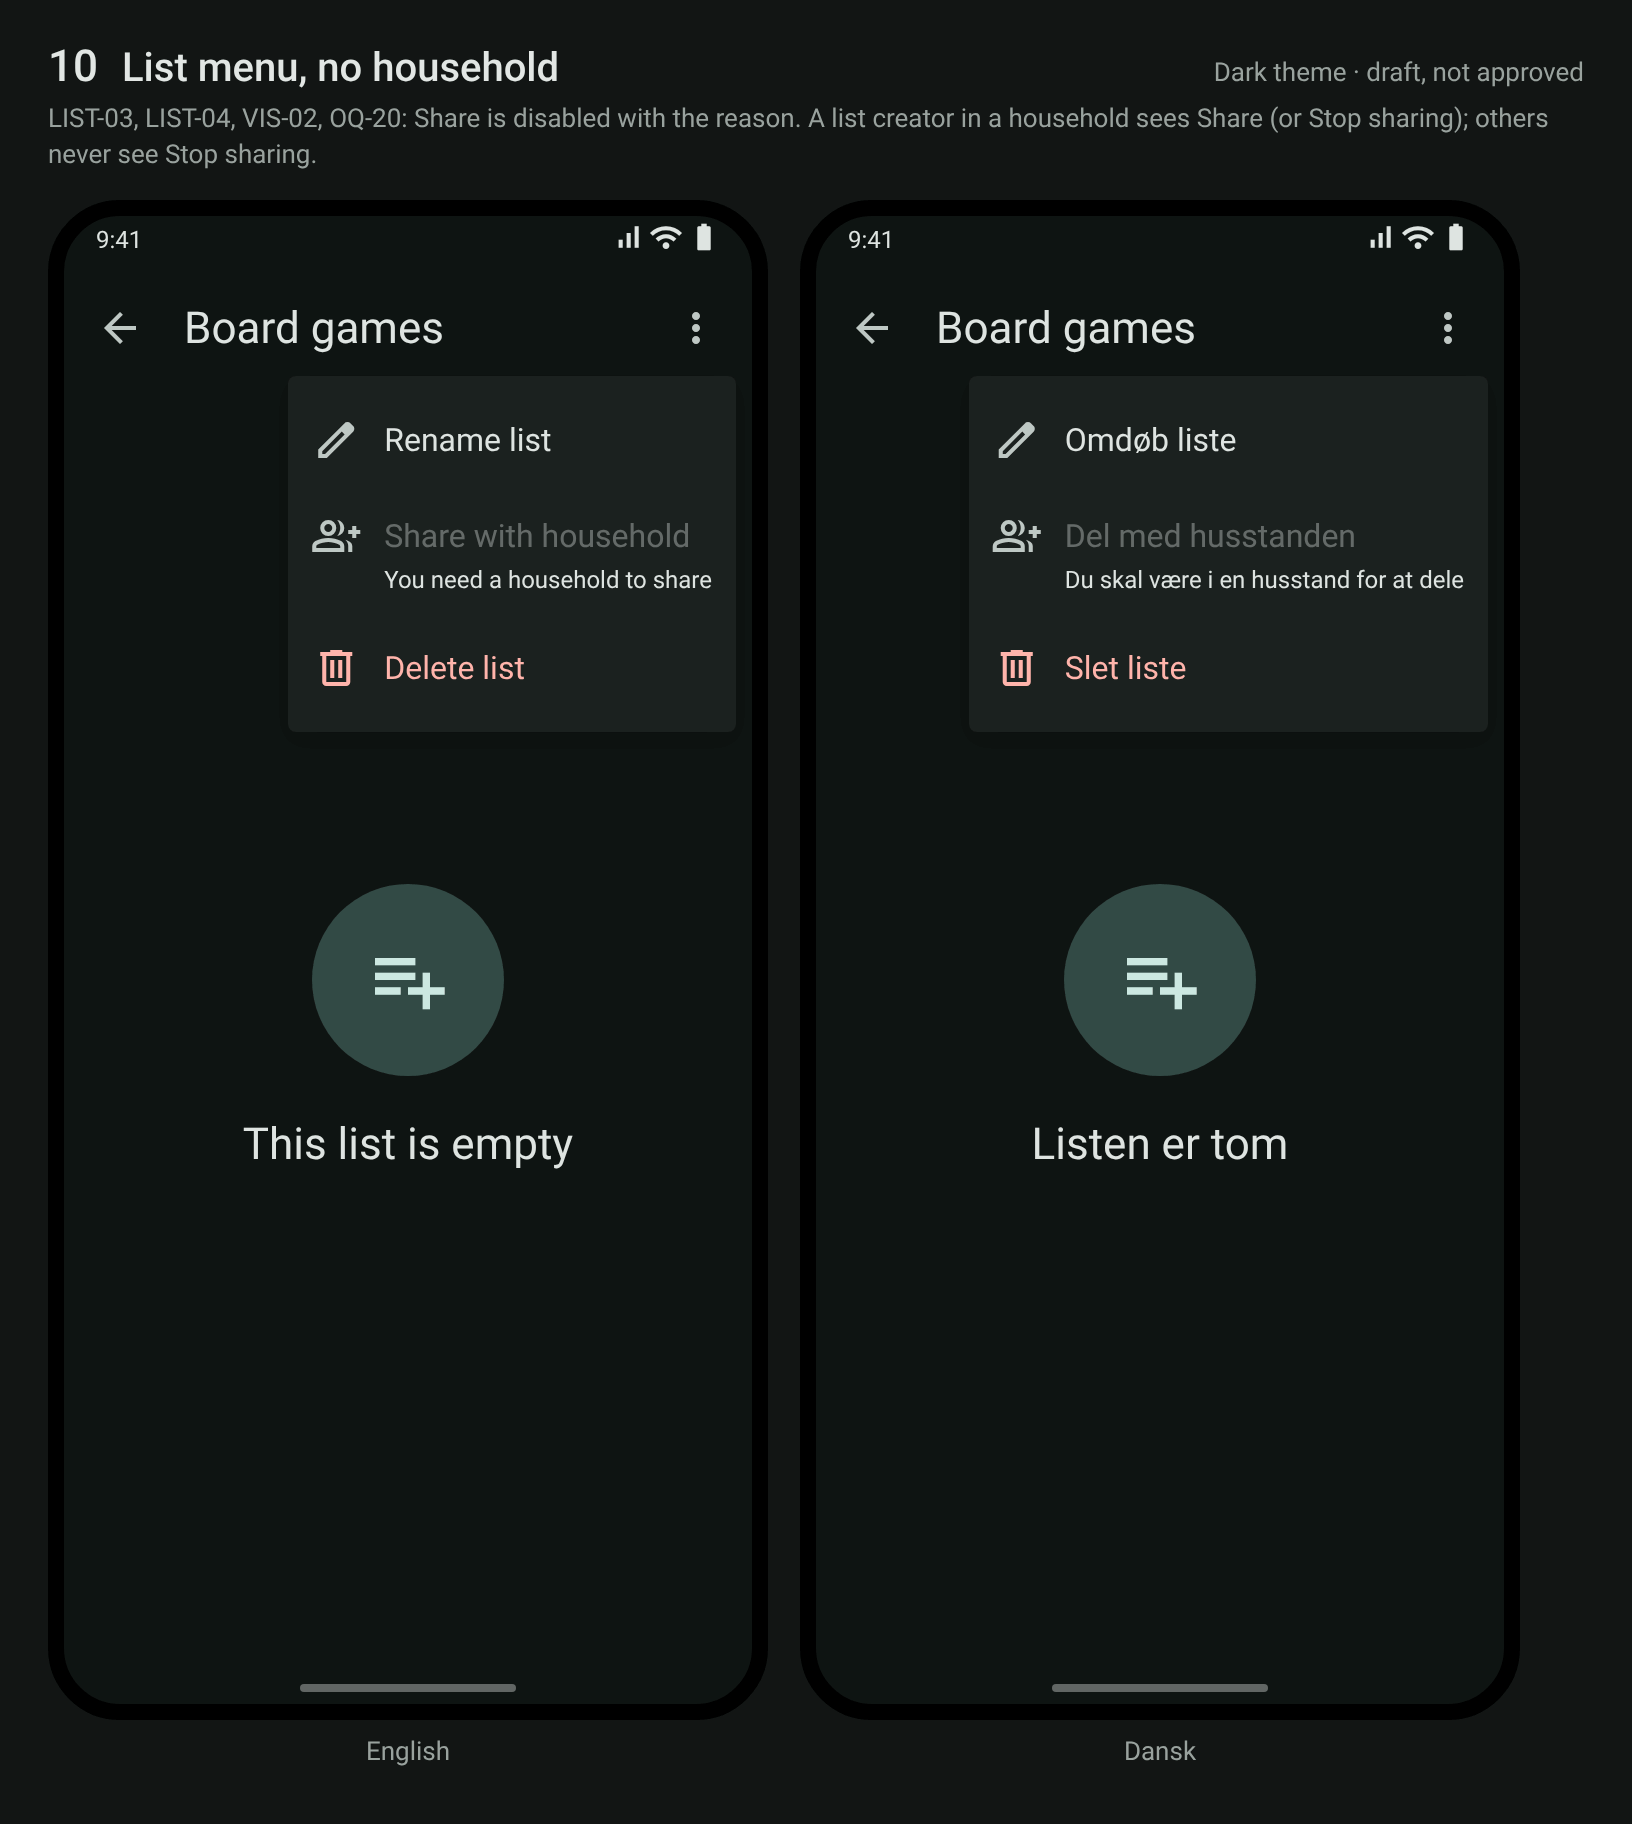 10 List menu, no household
Dark theme · draft, not approved
LIST-03, LIST-04, VIS-02, OQ-20: Share is disabled with the reason. A list creator in a household sees Share (or Stop sharing); others
never see Stop sharing.
9:41
Board games
Rename list
Share with household
You need a household to share
Delete list
This list is empty
English
9:41
Board games
Omdøb liste
Del med husstanden
Du skal være i en husstand for at dele
Slet liste
Listen er tom
Dansk